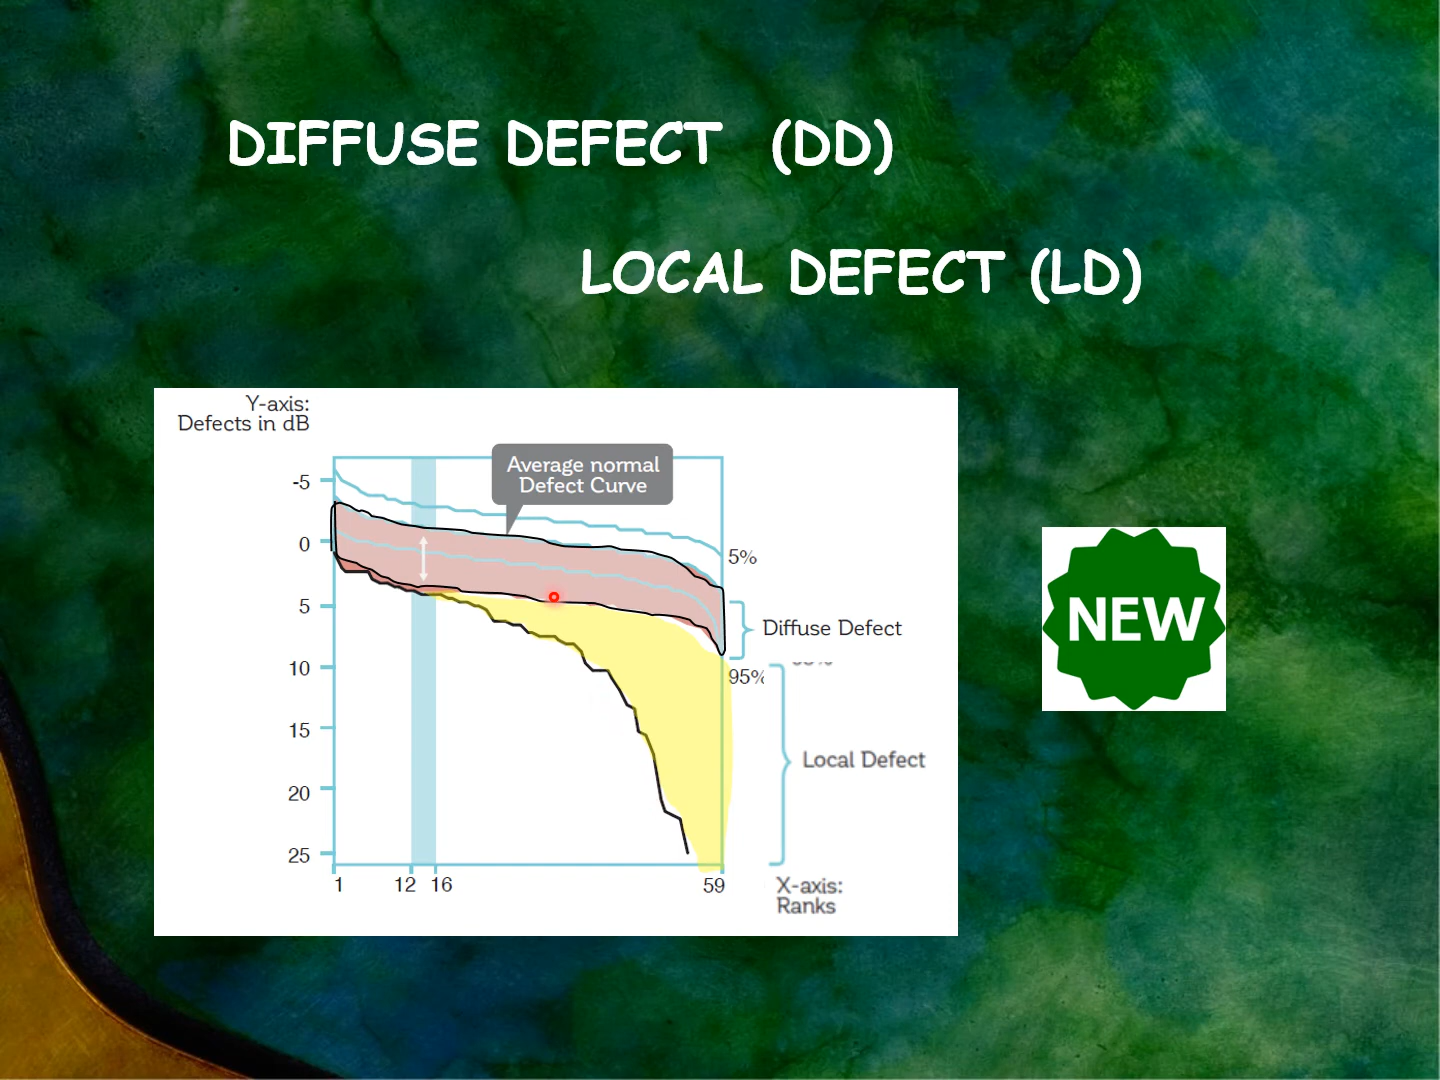 DIFFUSE DEFECT (DD)
LOCAL DEFECT (LD)
Y-axis:
Defects in dB
Average normal
Defect Curve
-5
0
5
10
15
20
25
5%
Diffuse Defect
95%
Local Defect
1 12 16 59
X-axis:
Ranks
NEW